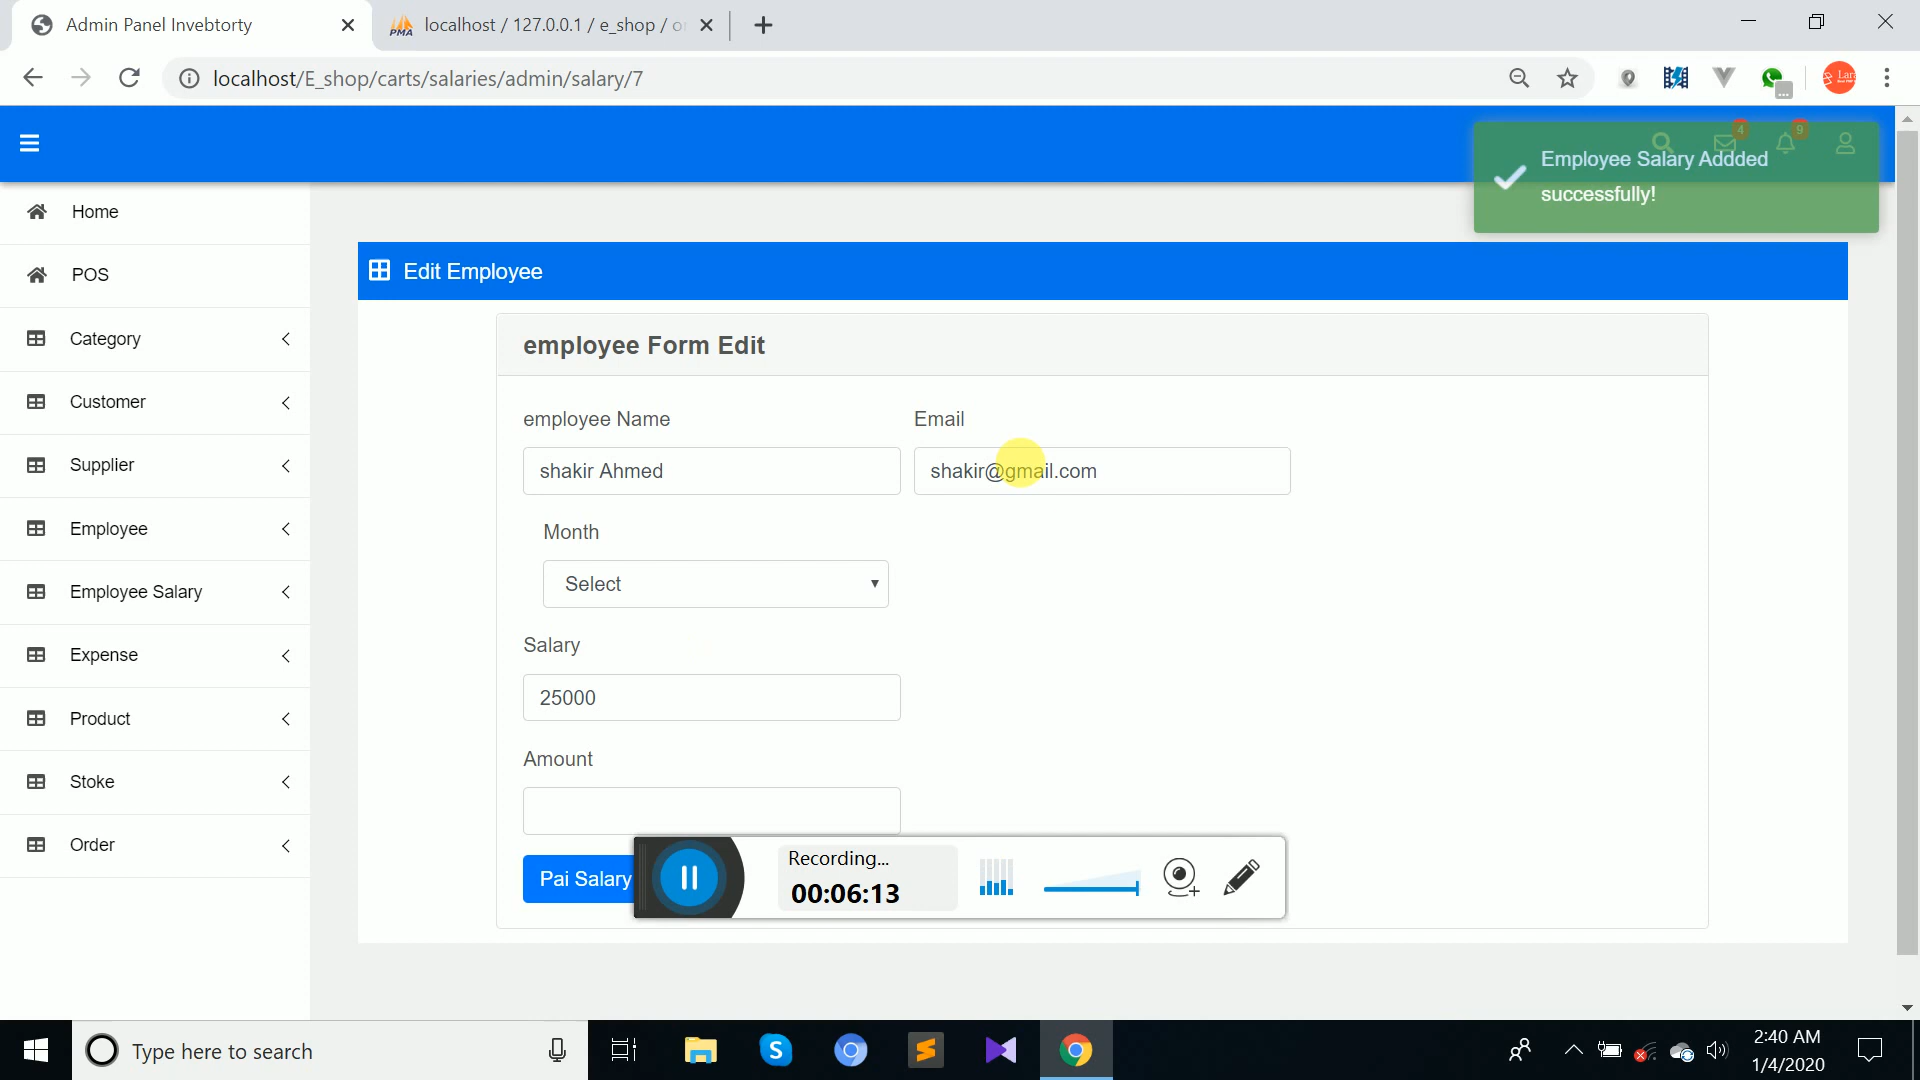 Admin Panel Invebtorty
localhost / 127.0.0.1 / e_shop / o
localhost/E_shop/carts/salaries/admin/salary/7
4
9
Employee Salary Addded
successfully!
Home
POS
Category
Customer
Supplier
Employee
Employee Salary
Expense
Product
Stoke
Order
Edit Employee
employee Form Edit
employee Name
Email
shakir Ahmed
shakir@gmail.com
Month
Select
Salary
25000
Amount
Pai Salary
Recording...
00:06:13
Type here to search
2:40 AM
1/4/2020